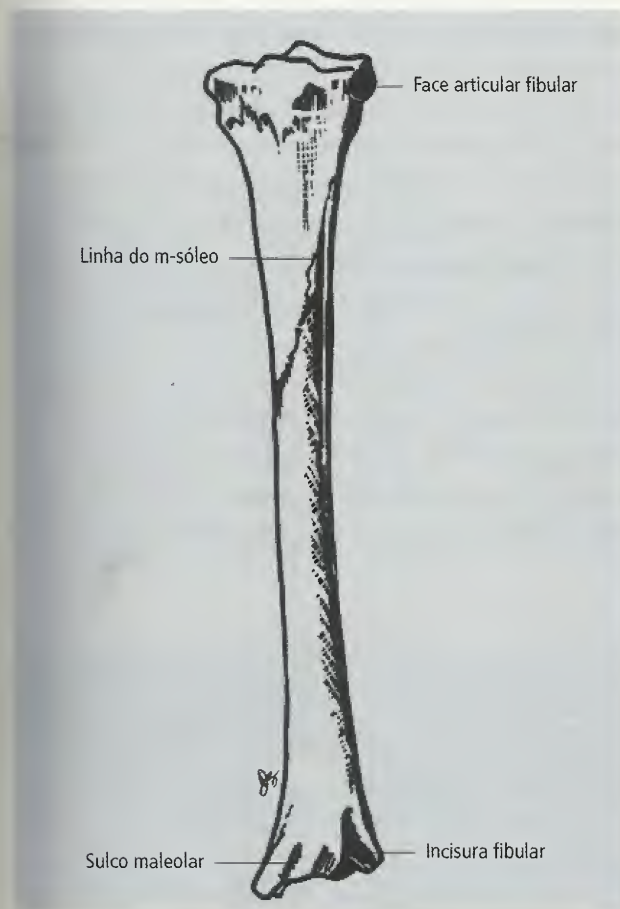 Face articular fibular
Linha do m-sóleo
Sulco maleolar
Incisura fibular